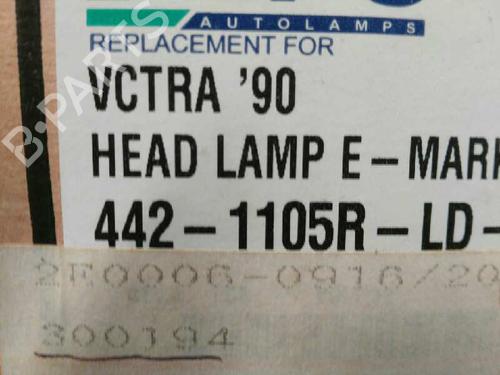 AUTOLAMPS
REPLACEMENT FOR
VCTRA '90
HEAD LAMP E-MARK
442-1105R-LD-
2E0006-0916/20
300194
B-PARTS